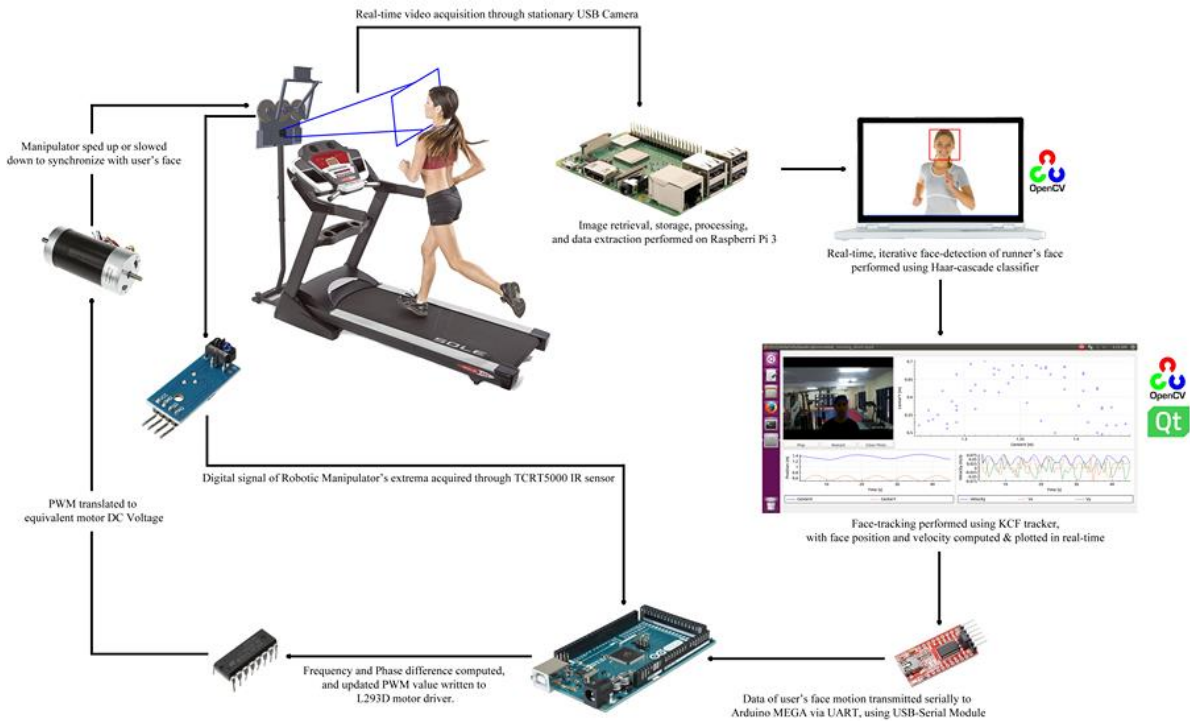 Real-time video acquisition through stationary USB Camera
Manipulator sped up or slowed
down to synchronize with user's face
Image retrieval, storage, processing,
and data extraction performed on Raspberri Pi 3
OpenCV
Real-time, iterative face-detection of runner's face
performed using Haar-cascade classifier
SOLE
OpenCV
Qt
Digital signal of Robotic Manipulator's extrema acquired through TCRT5000 IR sensor
PWM translated to
equivalent motor DC Voltage
Time (s)
Time (s)
Face-tracking performed using KCF tracker,
with face position and velocity computed & plotted in real-time
Frequency and Phase difference computed,
and updated PWM value written to
L293D motor driver.
Data of user's face motion transmitted serially to
Arduino MEGA via UART, using USB-Serial Module